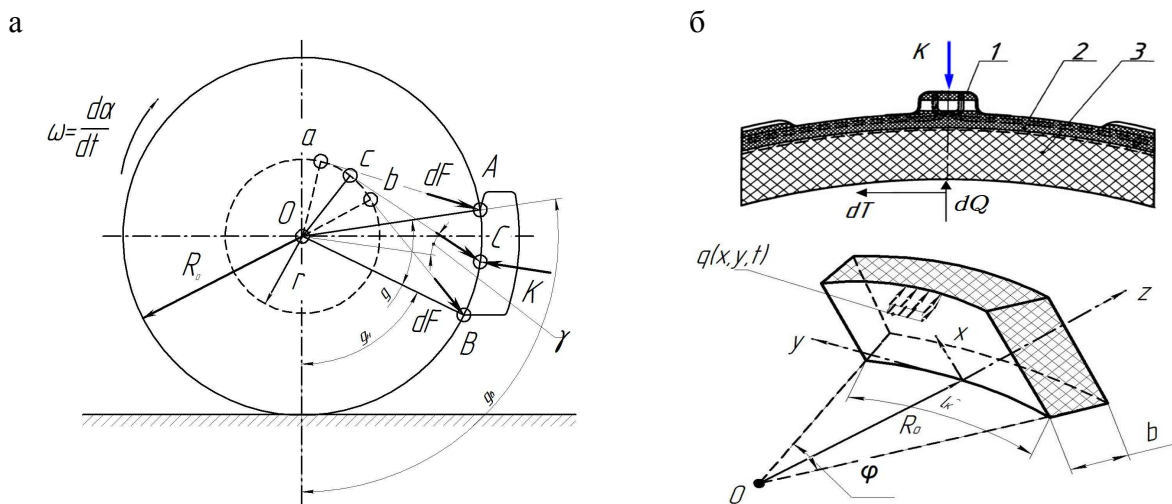 а
б
ω=dα/dt
a
c
b
A
dF
O
C
R₀
r
K
g
dF
B
γ
K
1
2
3
dT
dQ
q(x,y,t)
z
x
y
R₀
b
φ
O